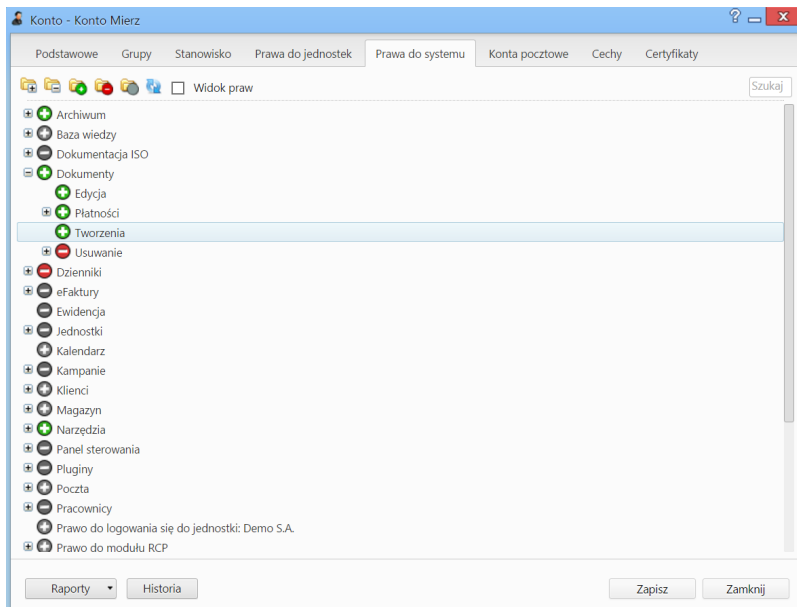 Konto - Konto Mierz
?
Podstawowe Grupy Stanowisko Prawa do jednostek Prawa do systemu Konta pocztowe Cechy Certyfikaty
Widok praw Szukaj
Archiwum
Baza wiedzy
Dokumentacja ISO
Dokumenty
Edycja
Płatności
Tworzenia
Usuwanie
Dzienniki
eFaktury
Ewidencja
Jednostki
Kalendarz
Kampanie
Klienci
Magazyn
Narzędzia
Panel sterowania
Pluginy
Poczta
Pracownicy
Prawo do logowania się do jednostki: Demo S.A.
Prawo do modułu RCP
Raporty Historia Zapisz Zamknij